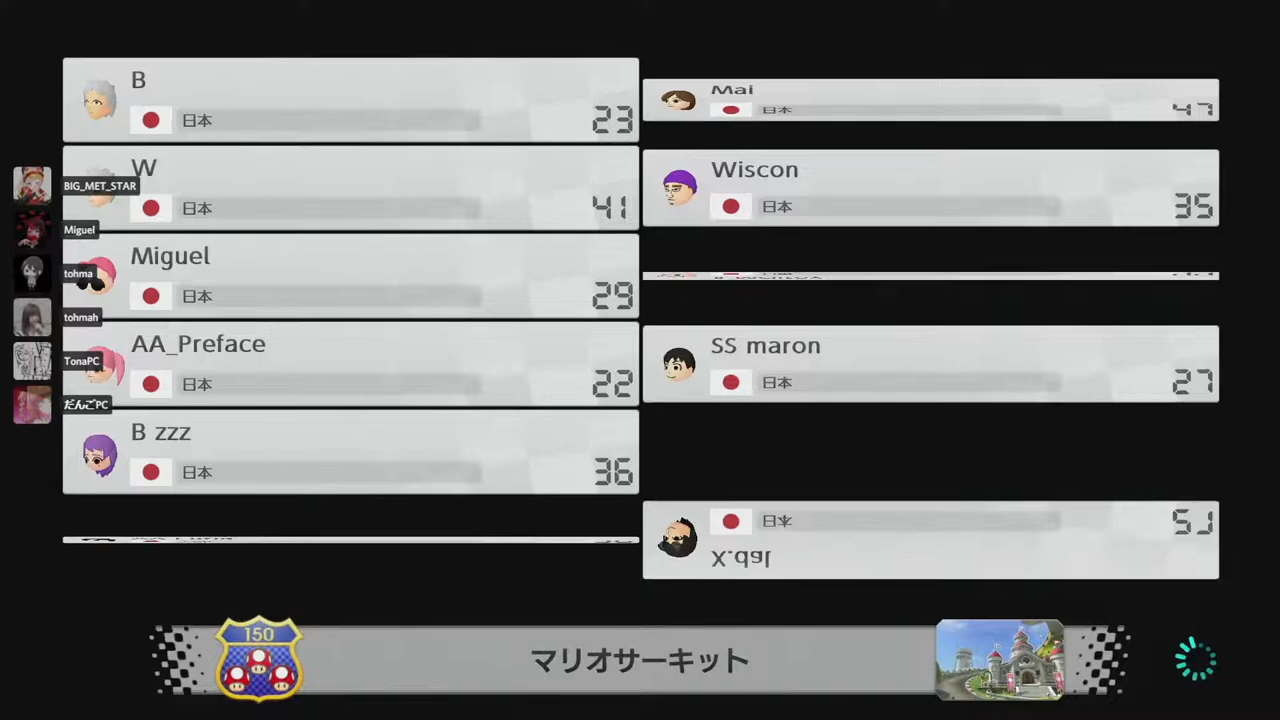 B
日本
23
W
日本
41
Miguel
日本
29
AA_Preface
日本
22
B zzz
日本
36
Mai
日本
47
Wiscon
日本
35
SS maron
日本
27
日本
X.dal
BIG_MET_STAR
Miguel
tohma
tohmah
TonaPC
だんごPC
150
マリオサーキット